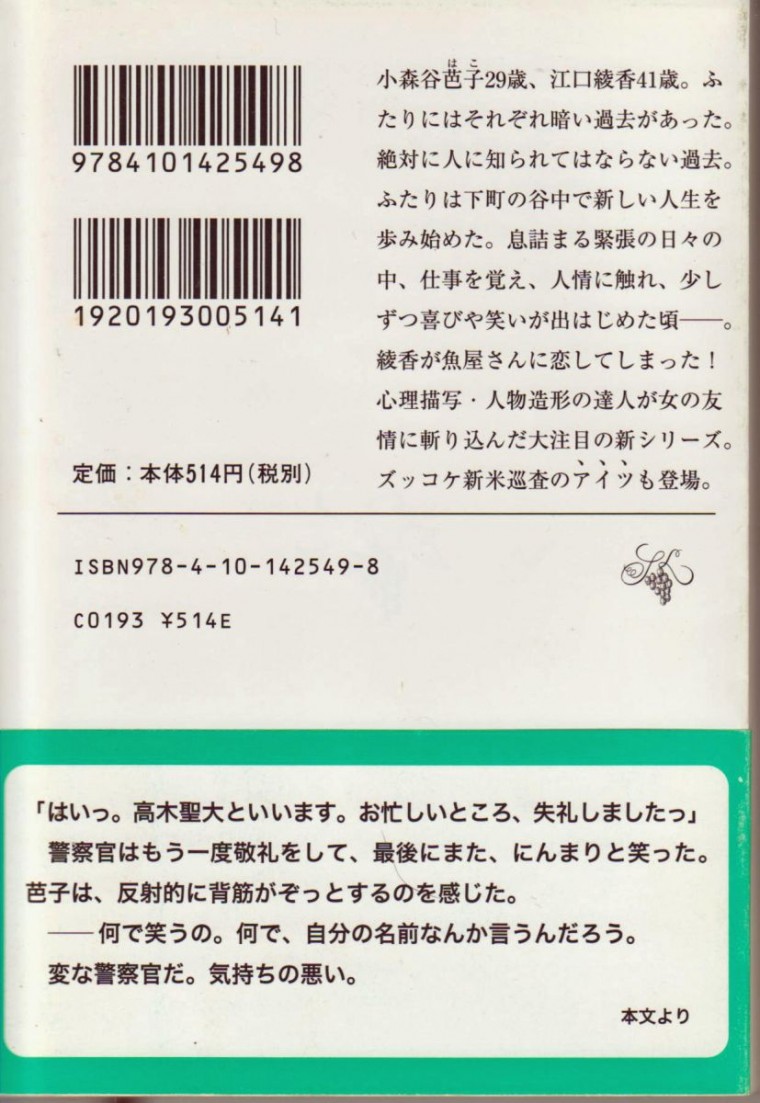 9784101425498
1920193005141
定価：本体514円（税別）
小森谷芭子29歳、江口綾香41歳。ふ
はこ
たりにはそれぞれ暗い過去があった。
絶対に人に知られてはならない過去。
ふたりは下町の谷中で新しい人生を
歩み始めた。息詰まる緊張の日々の
中、仕事を覚え、人情に触れ、少し
ずつ喜びや笑いが出はじめた頃――。
綾香が魚屋さんに恋してしまった！
心理描写・人物造形の達人が女の友
情に斬り込んだ大注目の新シリーズ。
ズッコケ新米巡査のアイツも登場。
ISBN978-4-10-142549-8
C0193 ¥514E
「はいっ。高木聖大といいます。お忙しいところ、失礼しましたっ」
警察官はもう一度敬礼をして、最後にまた、にんまりと笑った。
芭子は、反射的に背筋がぞっとするのを感じた。
――何で笑うの。何で、自分の名前なんか言うんだろう。
変な警察官だ。気持ちの悪い。
本文より